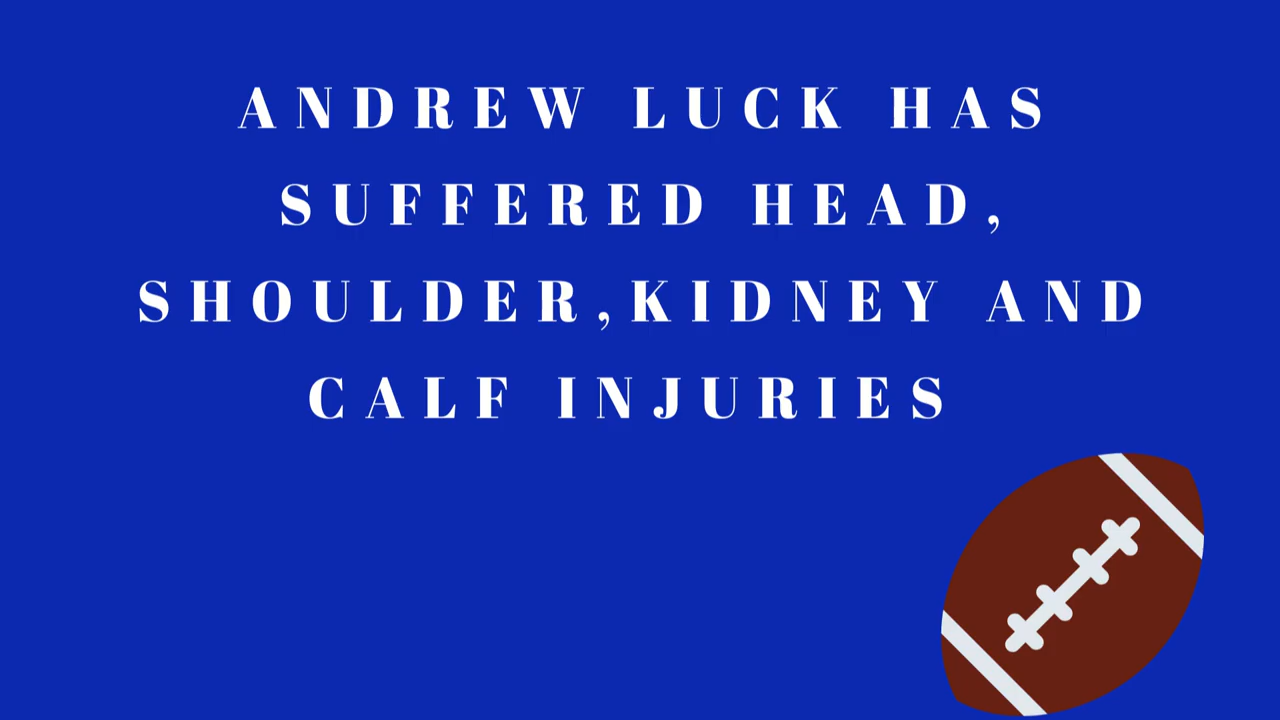 ANDREW LUCK HAS
SUFFERED HEAD,
SHOULDER,KIDNEY AND
CALF INJURIES